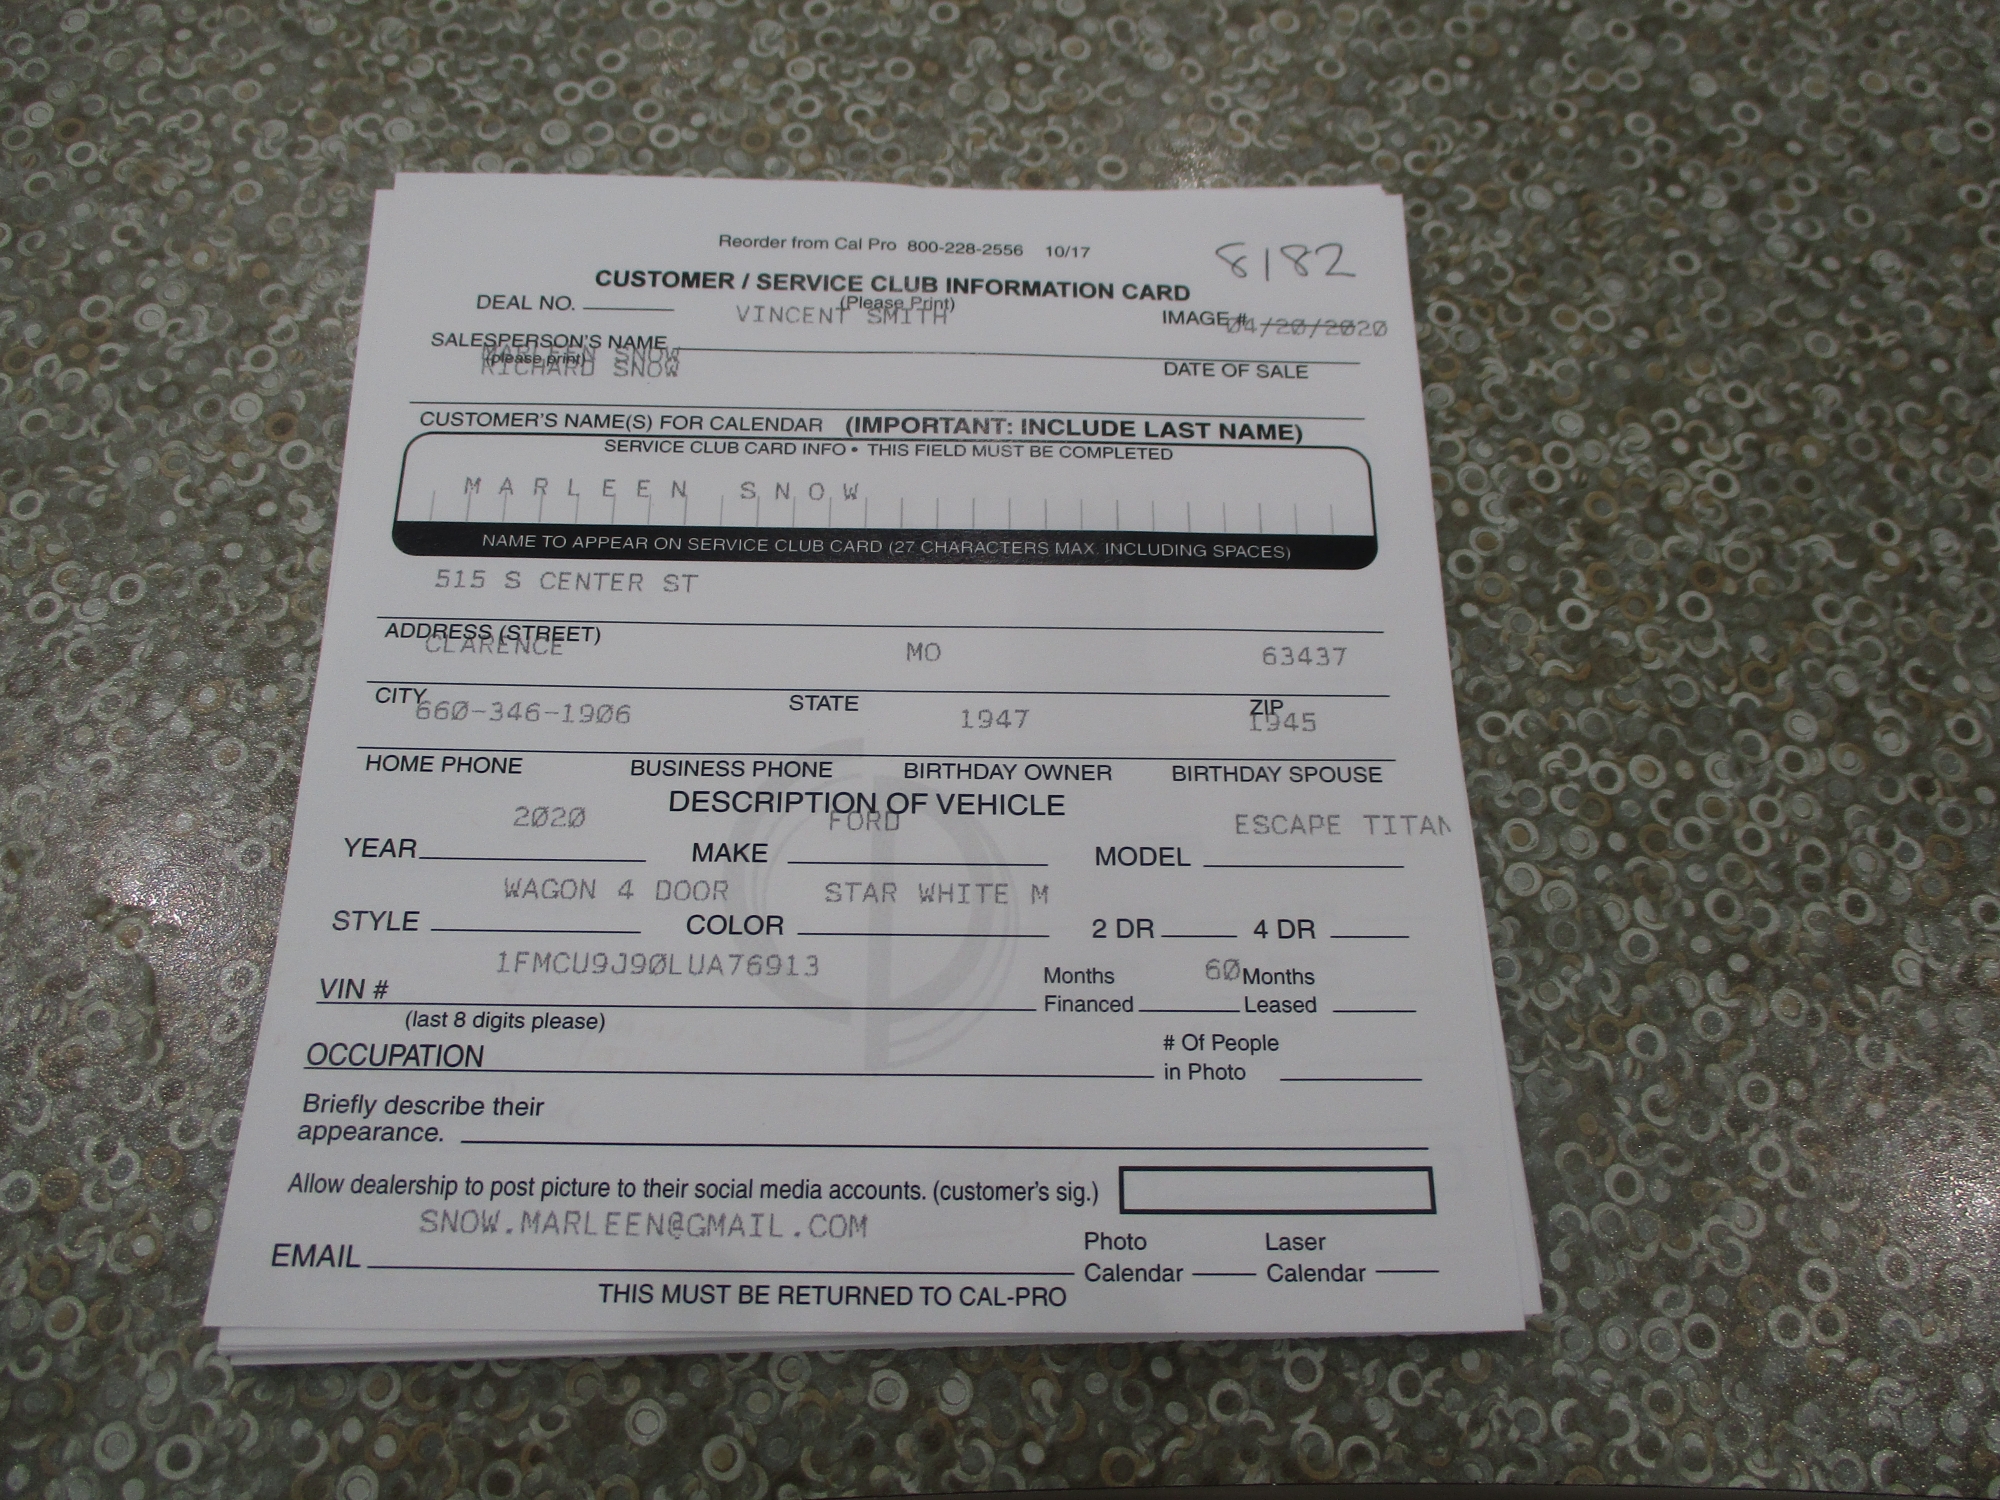 Reorder from Cal Pro 800-228-2556 10/17
8182
CUSTOMER / SERVICE CLUB INFORMATION CARD
(Please Print)
DEAL NO.
VINCENT SMITH
IMAGE #
04/20/2020
SALESPERSON'S NAME
(please print)
MARLEEN SNOW
RICHARD SNOW
DATE OF SALE
CUSTOMER'S NAME(S) FOR CALENDAR (IMPORTANT: INCLUDE LAST NAME)
SERVICE CLUB CARD INFO • THIS FIELD MUST BE COMPLETED
MARLEEN SNOW
NAME TO APPEAR ON SERVICE CLUB CARD (27 CHARACTERS MAX. INCLUDING SPACES)
515 S CENTER ST
ADDRESS (STREET)
CLARENCE MO 63437
CITY STATE ZIP
660-346-1906 1947 1945
HOME PHONE BUSINESS PHONE BIRTHDAY OWNER BIRTHDAY SPOUSE
DESCRIPTION OF VEHICLE
2020 FORD ESCAPE TITAN
YEAR MAKE MODEL
WAGON 4 DOOR STAR WHITE M
STYLE COLOR 2 DR 4 DR
1FMCU9J90LUA76913
VIN #
Months Financed 60 Months Leased
(last 8 digits please)
OCCUPATION
# Of People in Photo
Briefly describe their
appearance.
Allow dealership to post picture to their social media accounts. (customer's sig.)
SNOW.MARLEEN@GMAIL.COM
EMAIL
Photo Calendar Laser Calendar
THIS MUST BE RETURNED TO CAL-PRO